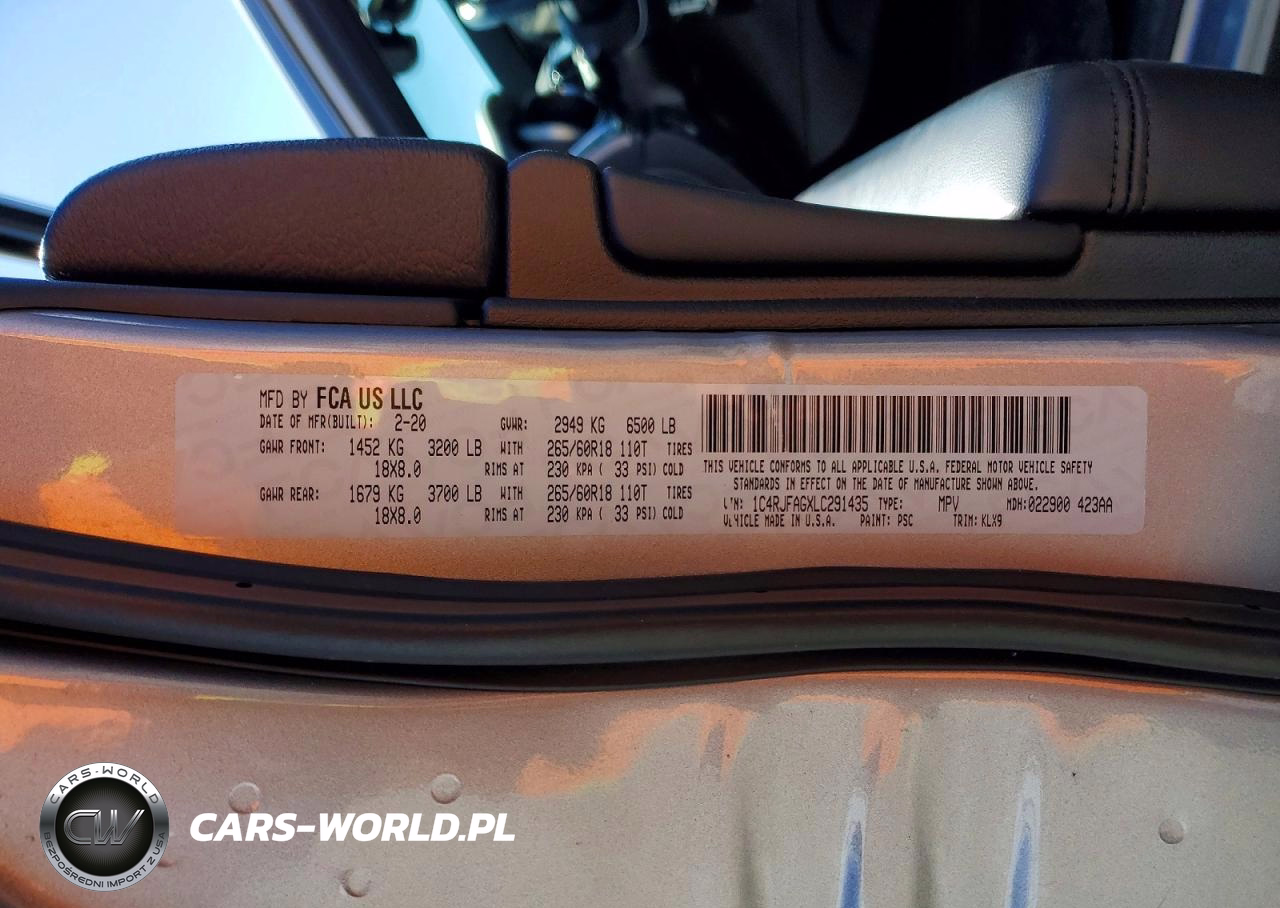 MFD BY FCA US LLC
DATE OF MFR(BUILT): 2-20 GVWR: 2949 KG 6500 LB
GAWR FRONT: 1452 KG 3200 LB WITH 265/60R18 110T TIRES
18X8.0 RIMS AT 230 KPA ( 33 PSI) COLD
GAWR REAR: 1679 KG 3700 LB WITH 265/60R18 110T TIRES
18X8.0 RIMS AT 230 KPA ( 33 PSI) COLD
THIS VEHICLE CONFORMS TO ALL APPLICABLE U.S.A. FEDERAL MOTOR VEHICLE SAFETY
STANDARDS IN EFFECT ON THE DATE OF MANUFACTURE SHOWN ABOVE.
VIN: 1C4RJFAGXLC291435 TYPE: MPV MDH:022900 423AA
VEHICLE MADE IN U.S.A. PAINT: PSC TRIM: KLX9
CARS-WORLD
CW
BEZPOŚREDNI IMPORT Z USA
CARS-WORLD.PL